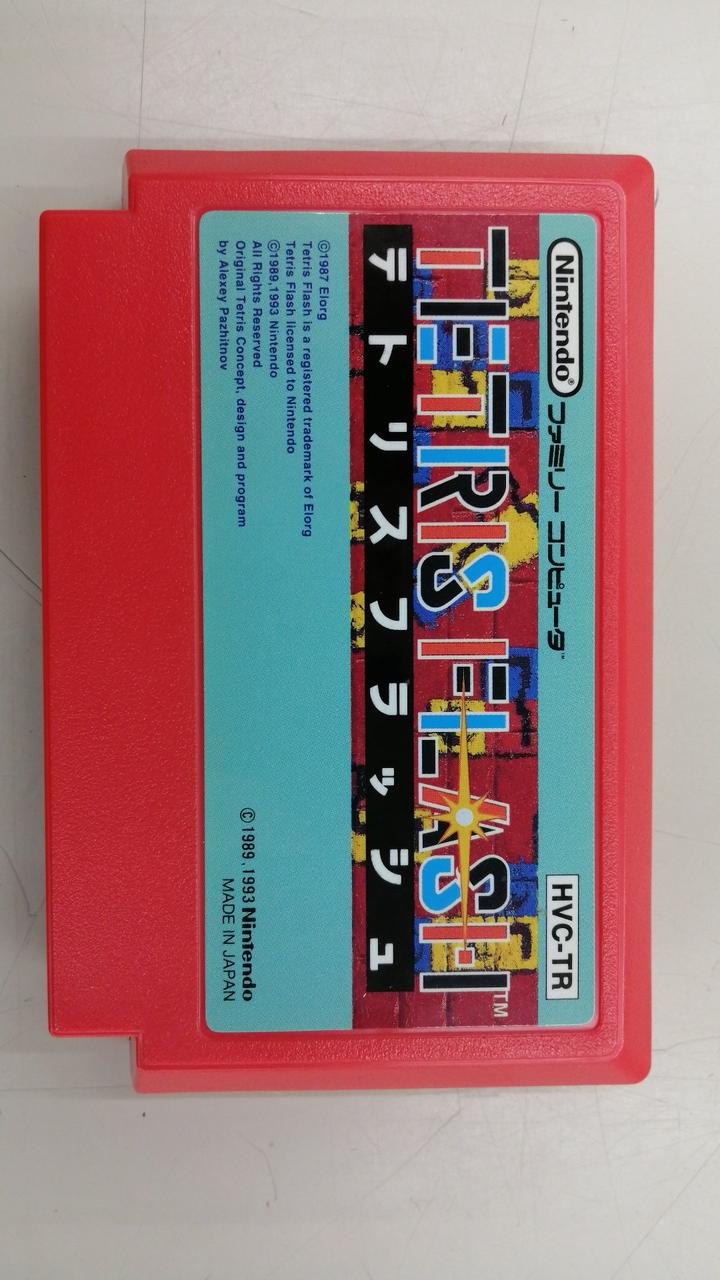 Nintendo® ファミリー コンピュータ™
HVC-TR
TETRIS FLASH™
テトリスフラッシュ
©1987 Elorg
Tetris Flash is a registered trademark of Elorg
Tetris Flash licensed to Nintendo
©1989,1993 Nintendo
All Rights Reserved
Original Tetris Concept, design and program
by Alexey Pazhitnov
©1989,1993 Nintendo
MADE IN JAPAN